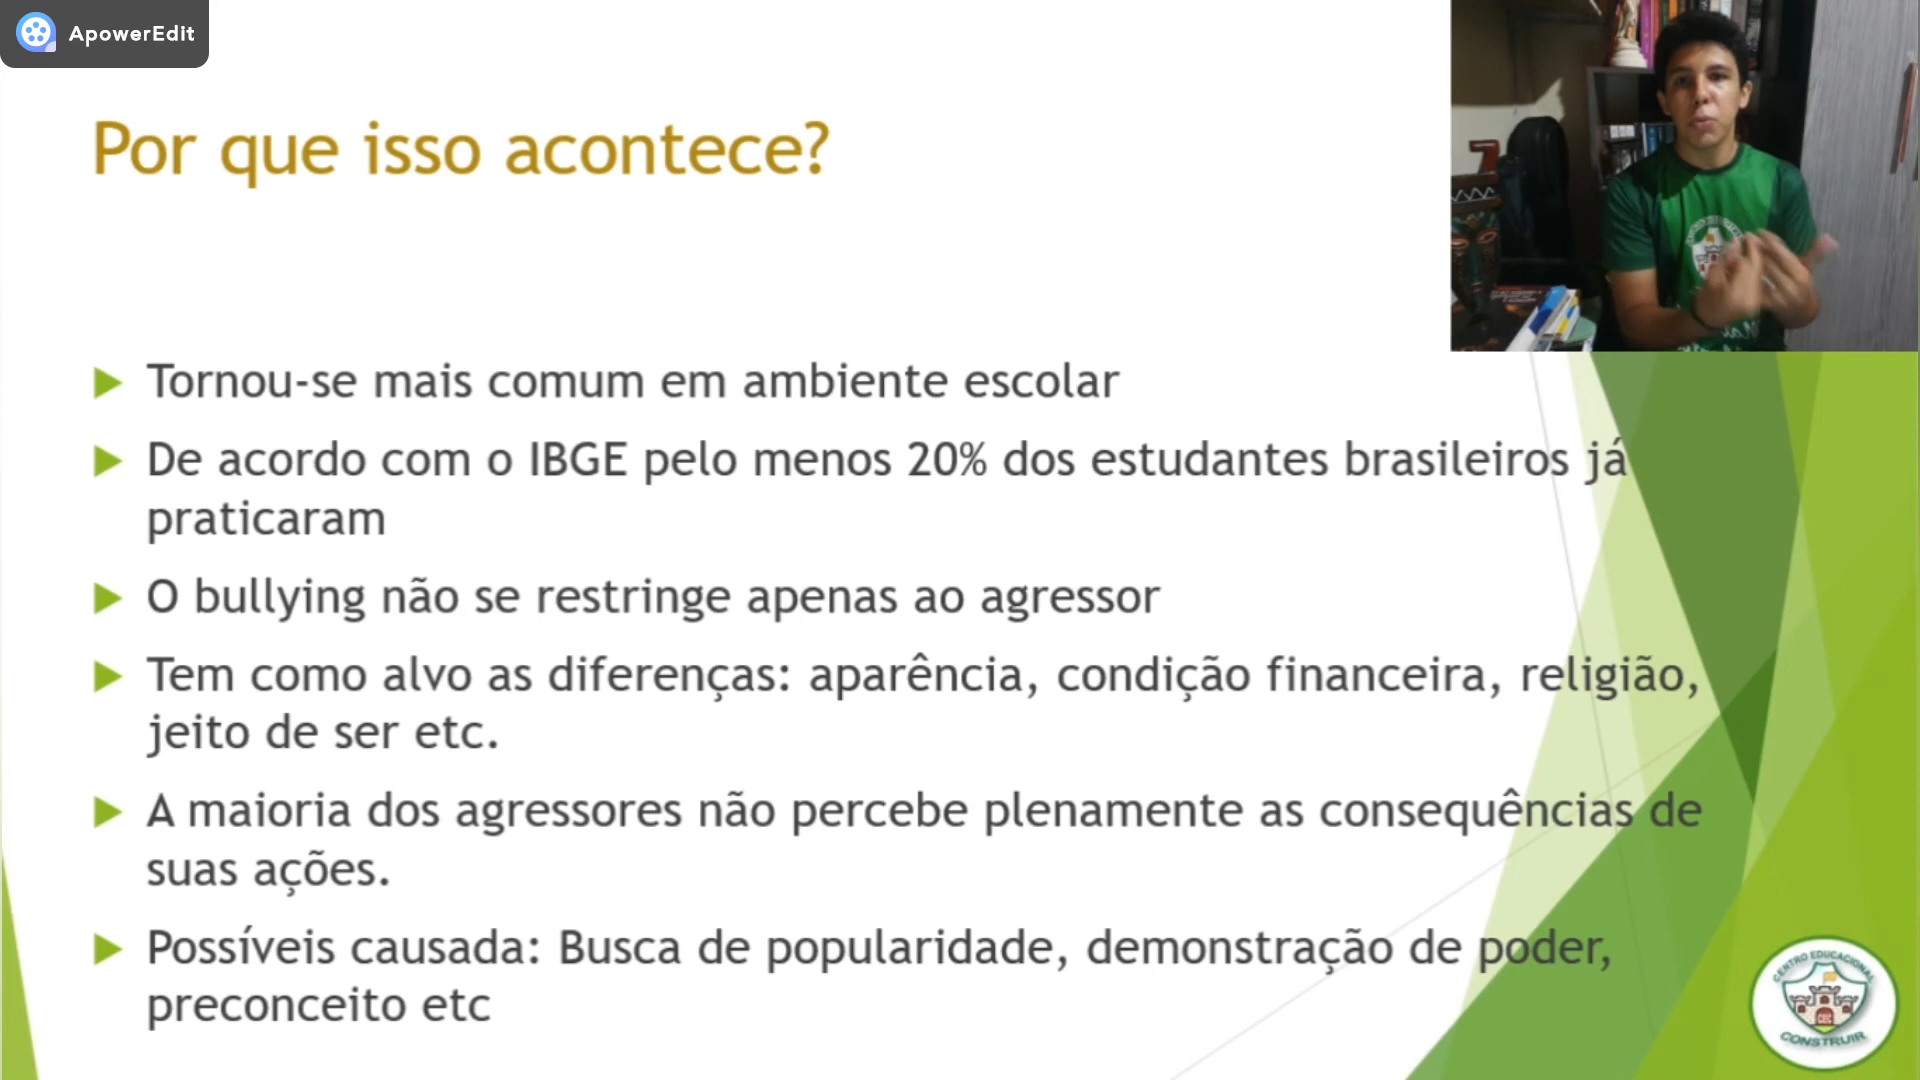 ApowerEdit
Por que isso acontece?
Tornou-se mais comum em ambiente escolar
De acordo com o IBGE pelo menos 20% dos estudantes brasileiros já
praticaram
O bullying não se restringe apenas ao agressor
Tem como alvo as diferenças: aparência, condição financeira, religião,
jeito de ser etc.
A maioria dos agressores não percebe plenamente as consequências de
suas ações.
Possíveis causada: Busca de popularidade, demonstração de poder,
preconceito etc
CENTRO EDUCACIONAL
CEC
CONSTRUIR